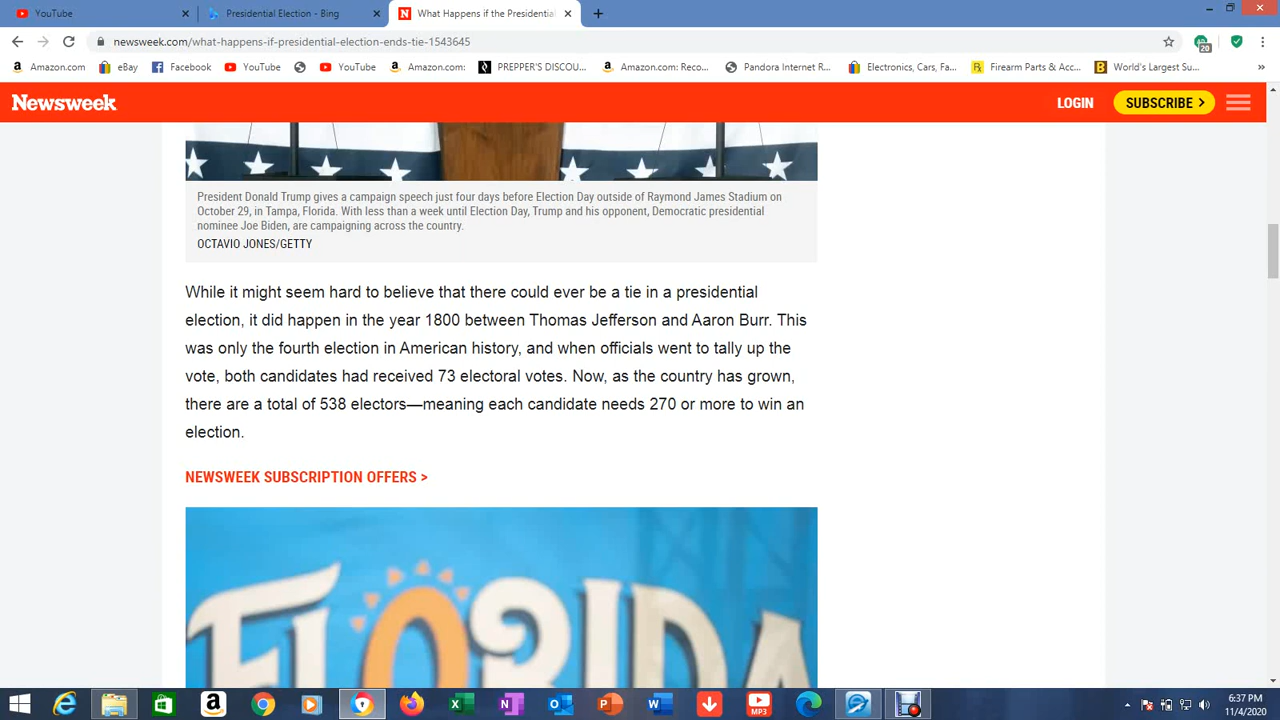 YouTube
Presidential Election - Bing
What Happens if the Presidential
newsweek.com/what-happens-if-presidential-election-ends-tie-1543645
20
Amazon.com
eBay
Facebook
YouTube
YouTube
Amazon.com:
PREPPER'S DISCOU...
Amazon.com: Reco...
Pandora Internet R...
Electronics, Cars, Fa...
Firearm Parts & Acc...
World's Largest Su...
»
Newsweek
LOGIN
SUBSCRIBE >
President Donald Trump gives a campaign speech just four days before Election Day outside of Raymond James Stadium on
October 29, in Tampa, Florida. With less than a week until Election Day, Trump and his opponent, Democratic presidential
nominee Joe Biden, are campaigning across the country.
OCTAVIO JONES/GETTY
While it might seem hard to believe that there could ever be a tie in a presidential
election, it did happen in the year 1800 between Thomas Jefferson and Aaron Burr. This
was only the fourth election in American history, and when officials went to tally up the
vote, both candidates had received 73 electoral votes. Now, as the country has grown,
there are a total of 538 electors—meaning each candidate needs 270 or more to win an
election.
NEWSWEEK SUBSCRIPTION OFFERS >
FLORIDA
MP3
6:37 PM
11/4/2020